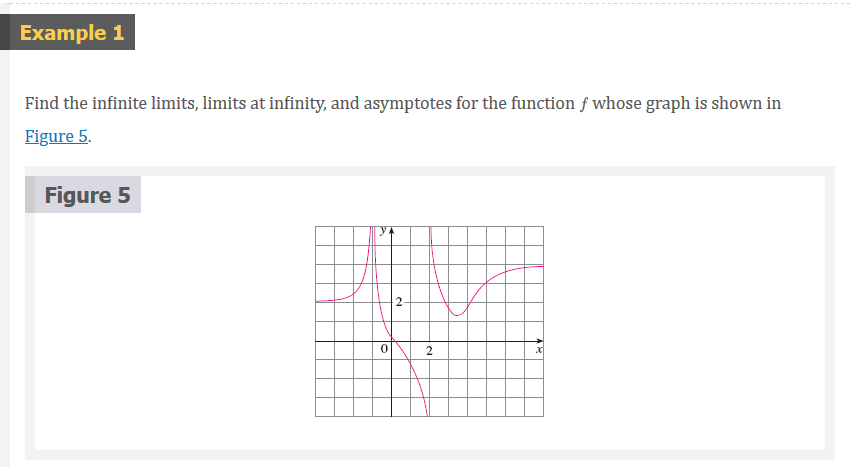 Example 1
Find the infinite limits, limits at infinity, and asymptotes for the function f whose graph is shown in
Figure 5.
Figure 5
y
2
0
2
x